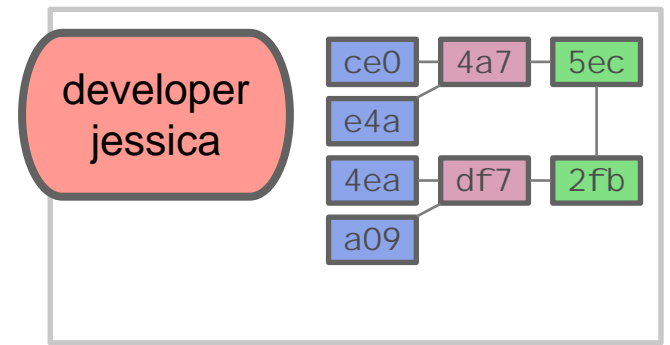 developer
jessica
ce0 4a7 5ec
e4a
4ea df7 2fb
a09